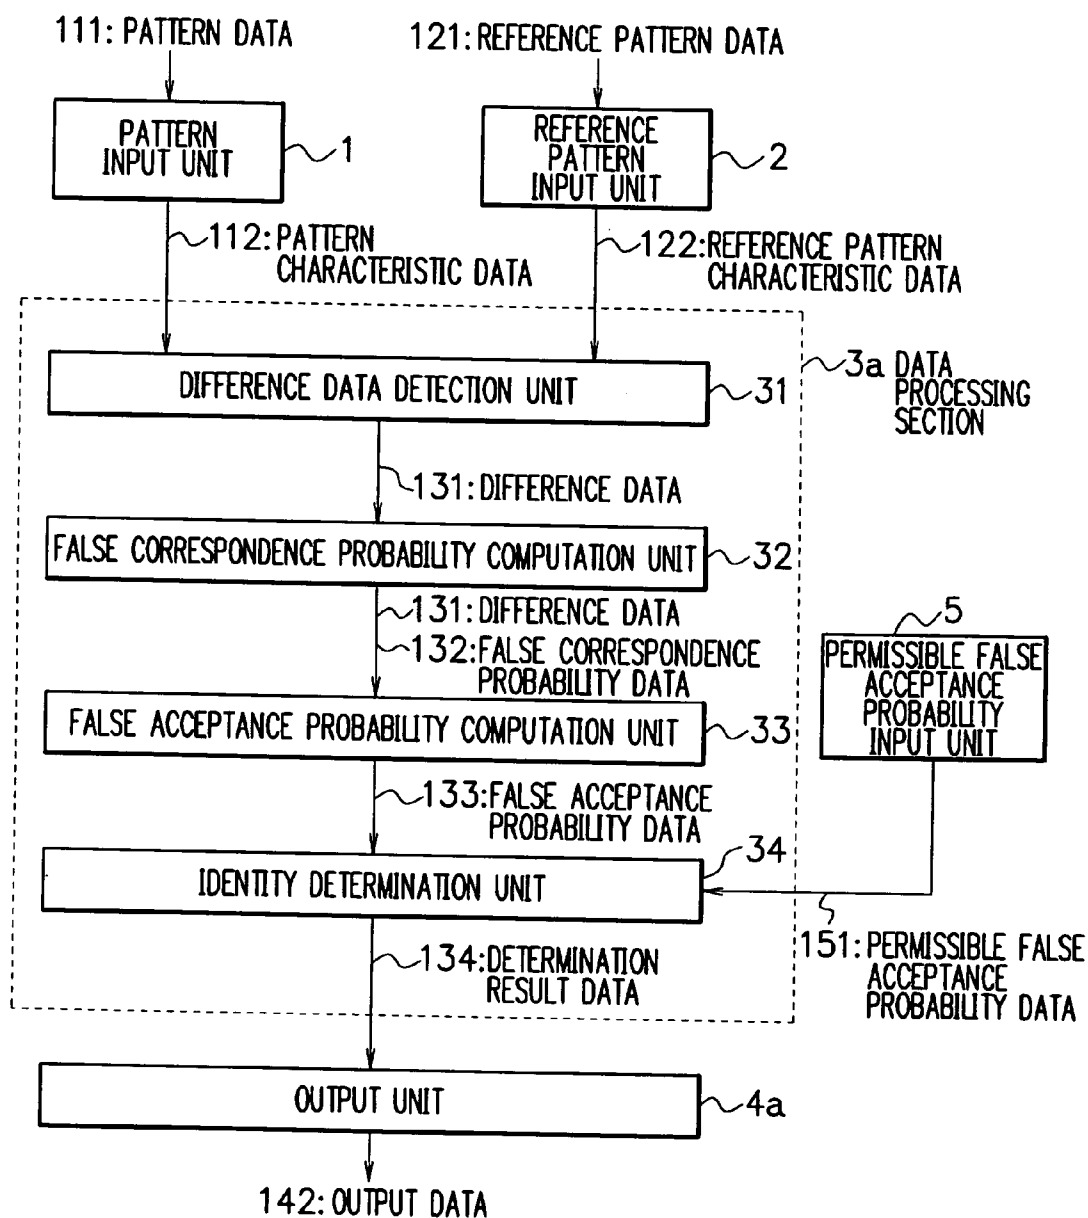 111: PATTERN DATA
121: REFERENCE PATTERN DATA
PATTERN
INPUT UNIT
1
REFERENCE
PATTERN
INPUT UNIT
2
112: PATTERN
CHARACTERISTIC DATA
122: REFERENCE PATTERN
CHARACTERISTIC DATA
DIFFERENCE DATA DETECTION UNIT
31
3a DATA
PROCESSING
SECTION
131: DIFFERENCE DATA
FALSE CORRESPONDENCE PROBABILITY COMPUTATION UNIT
32
131: DIFFERENCE DATA
132: FALSE CORRESPONDENCE
PROBABILITY DATA
5
PERMISSIBLE FALSE
ACCEPTANCE
PROBABILITY
INPUT UNIT
FALSE ACCEPTANCE PROBABILITY COMPUTATION UNIT
33
133: FALSE ACCEPTANCE
PROBABILITY DATA
IDENTITY DETERMINATION UNIT
34
151: PERMISSIBLE FALSE
ACCEPTANCE
PROBABILITY DATA
134: DETERMINATION
RESULT DATA
OUTPUT UNIT
4a
142: OUTPUT DATA